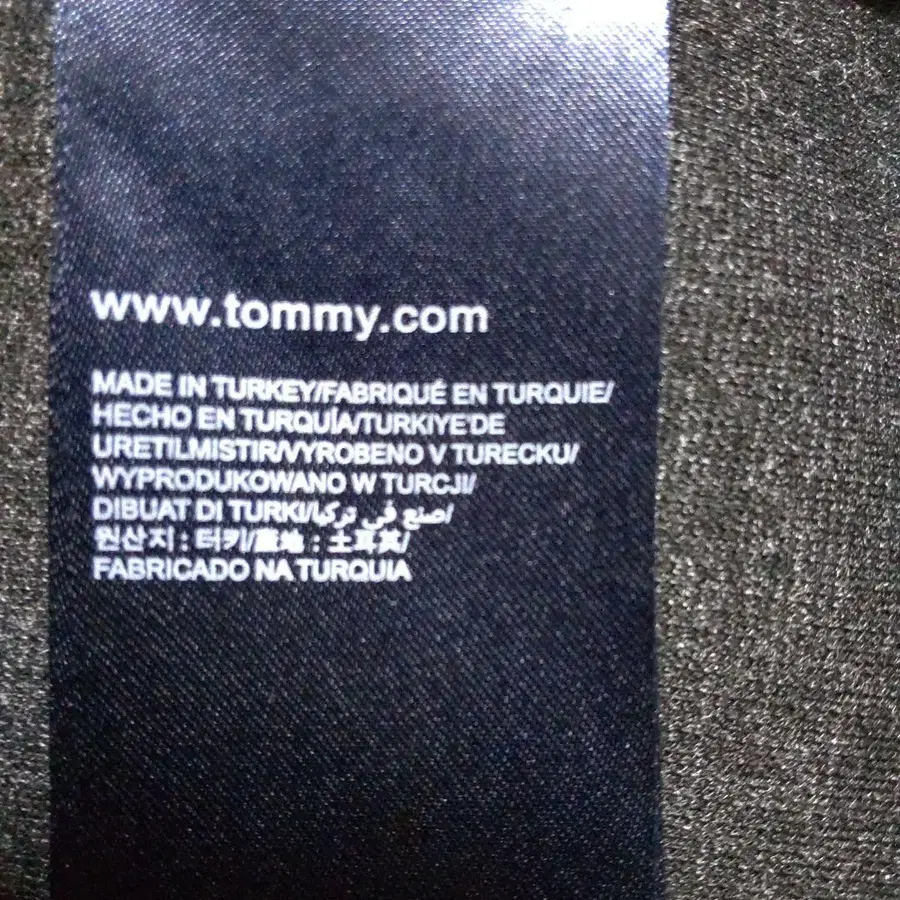 www.tommy.com
MADE IN TURKEY/FABRIQUÉ EN TURQUIE/
HECHO EN TURQUÍA/TURKIYE'DE
URETILMISTIR/VYROBENO V TURECKU/
WYPRODUKOWANO W TURCJI/
DIBUAT DI TURKI/صنع في تركيا/
원산지 : 터키/產地 : 土耳其/
FABRICADO NA TURQUIA